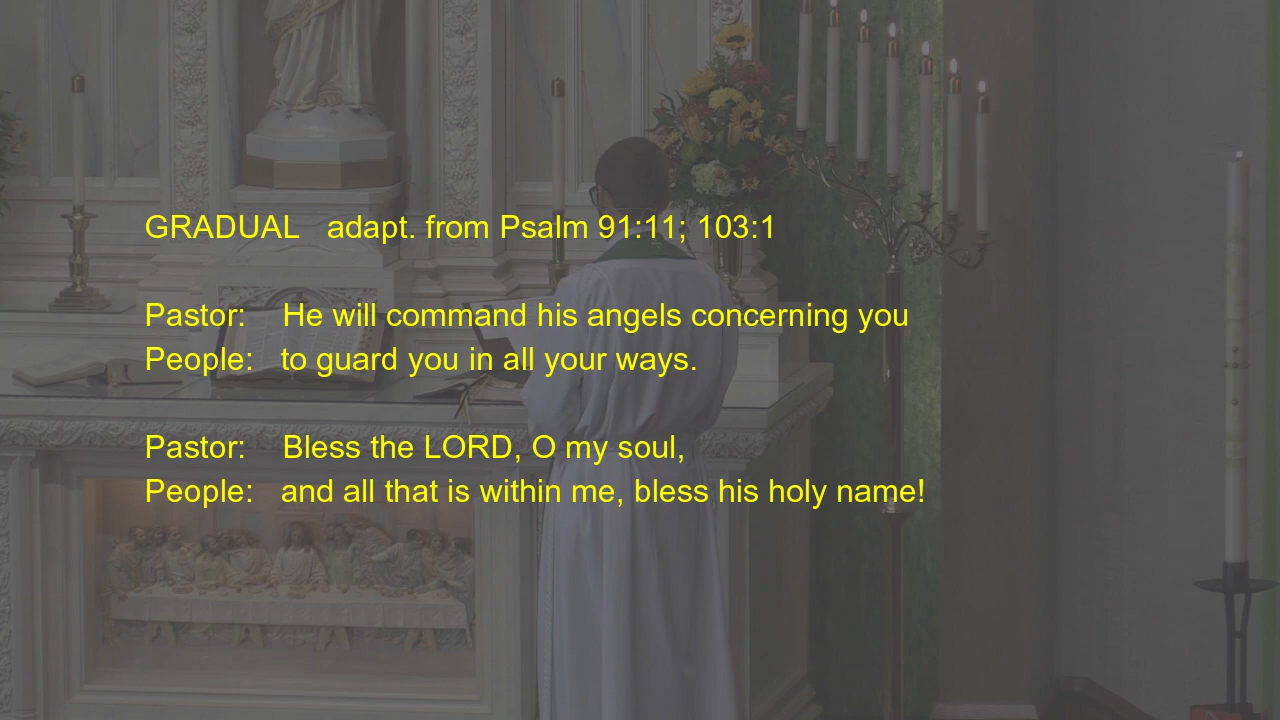 GRADUAL adapt. from Psalm 91:11; 103:1
Pastor: He will command his angels concerning you
People: to guard you in all your ways.
Pastor: Bless the LORD, O my soul,
People: and all that is within me, bless his holy name!